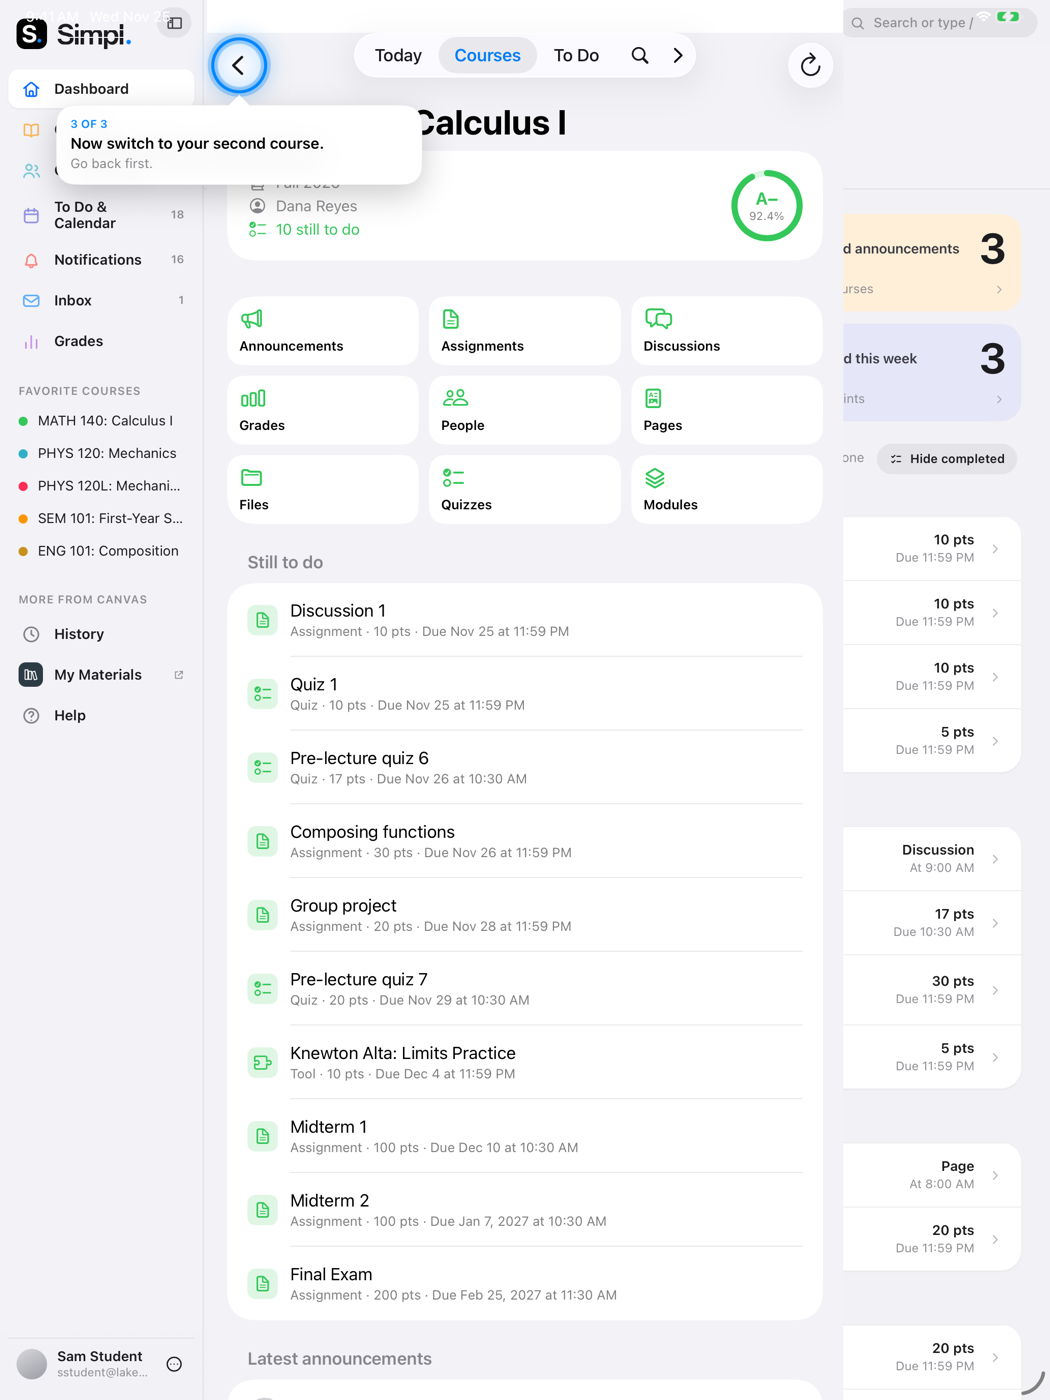 9:41 AM Wed Nov 25
S. Simpl.
Search or type /
Dashboard
To Do & Calendar 18
Notifications 16
Inbox 1
Grades
FAVORITE COURSES
MATH 140: Calculus I
PHYS 120: Mechanics
PHYS 120L: Mechani...
SEM 101: First-Year S...
ENG 101: Composition
MORE FROM CANVAS
History
My Materials
Help
Sam Student
sstudent@lake...
Today Courses To Do
3 OF 3
Now switch to your second course.
Go back first.
Calculus I
Fall 2026
Dana Reyes
10 still to do
A−
92.4%
Announcements
Assignments
Discussions
Grades
People
Pages
Files
Quizzes
Modules
Still to do
Discussion 1
Assignment · 10 pts · Due Nov 25 at 11:59 PM
Quiz 1
Quiz · 10 pts · Due Nov 25 at 11:59 PM
Pre-lecture quiz 6
Quiz · 17 pts · Due Nov 26 at 10:30 AM
Composing functions
Assignment · 30 pts · Due Nov 26 at 11:59 PM
Group project
Assignment · 20 pts · Due Nov 28 at 11:59 PM
Pre-lecture quiz 7
Quiz · 20 pts · Due Nov 29 at 10:30 AM
Knewton Alta: Limits Practice
Tool · 10 pts · Due Dec 4 at 11:59 PM
Midterm 1
Assignment · 100 pts · Due Dec 10 at 10:30 AM
Midterm 2
Assignment · 100 pts · Due Jan 7, 2027 at 10:30 AM
Final Exam
Assignment · 200 pts · Due Feb 25, 2027 at 11:30 AM
Latest announcements
d announcements 3
urses
d this week 3
ints
one
Hide completed
10 pts
Due 11:59 PM
10 pts
Due 11:59 PM
10 pts
Due 11:59 PM
5 pts
Due 11:59 PM
Discussion
At 9:00 AM
17 pts
Due 10:30 AM
30 pts
Due 11:59 PM
5 pts
Due 11:59 PM
Page
At 8:00 AM
20 pts
Due 11:59 PM
20 pts
Due 11:59 PM